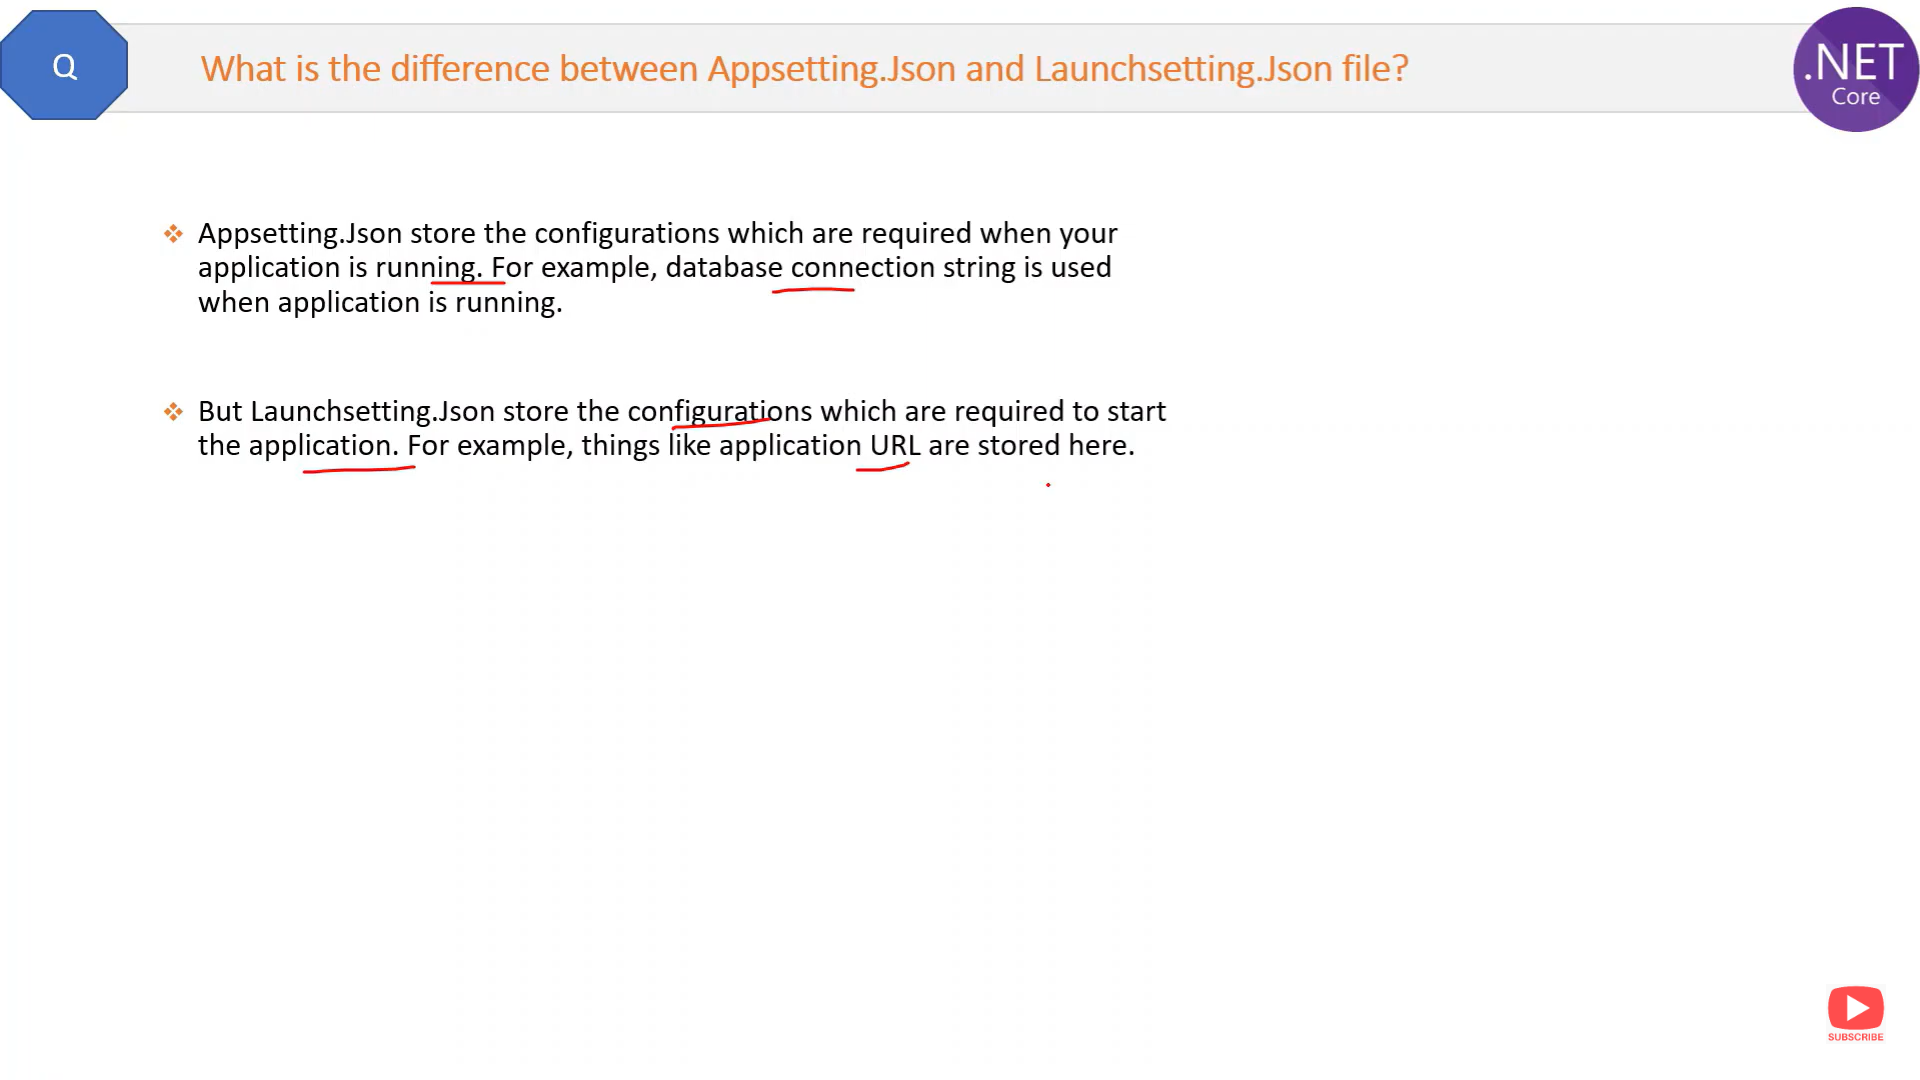 Q
What is the difference between Appsetting.Json and Launchsetting.Json file?
.NET
Core
Appsetting.Json store the configurations which are required when your
application is running. For example, database connection string is used
when application is running.
But Launchsetting.Json store the configurations which are required to start
the application. For example, things like application URL are stored here.
SUBSCRIBE